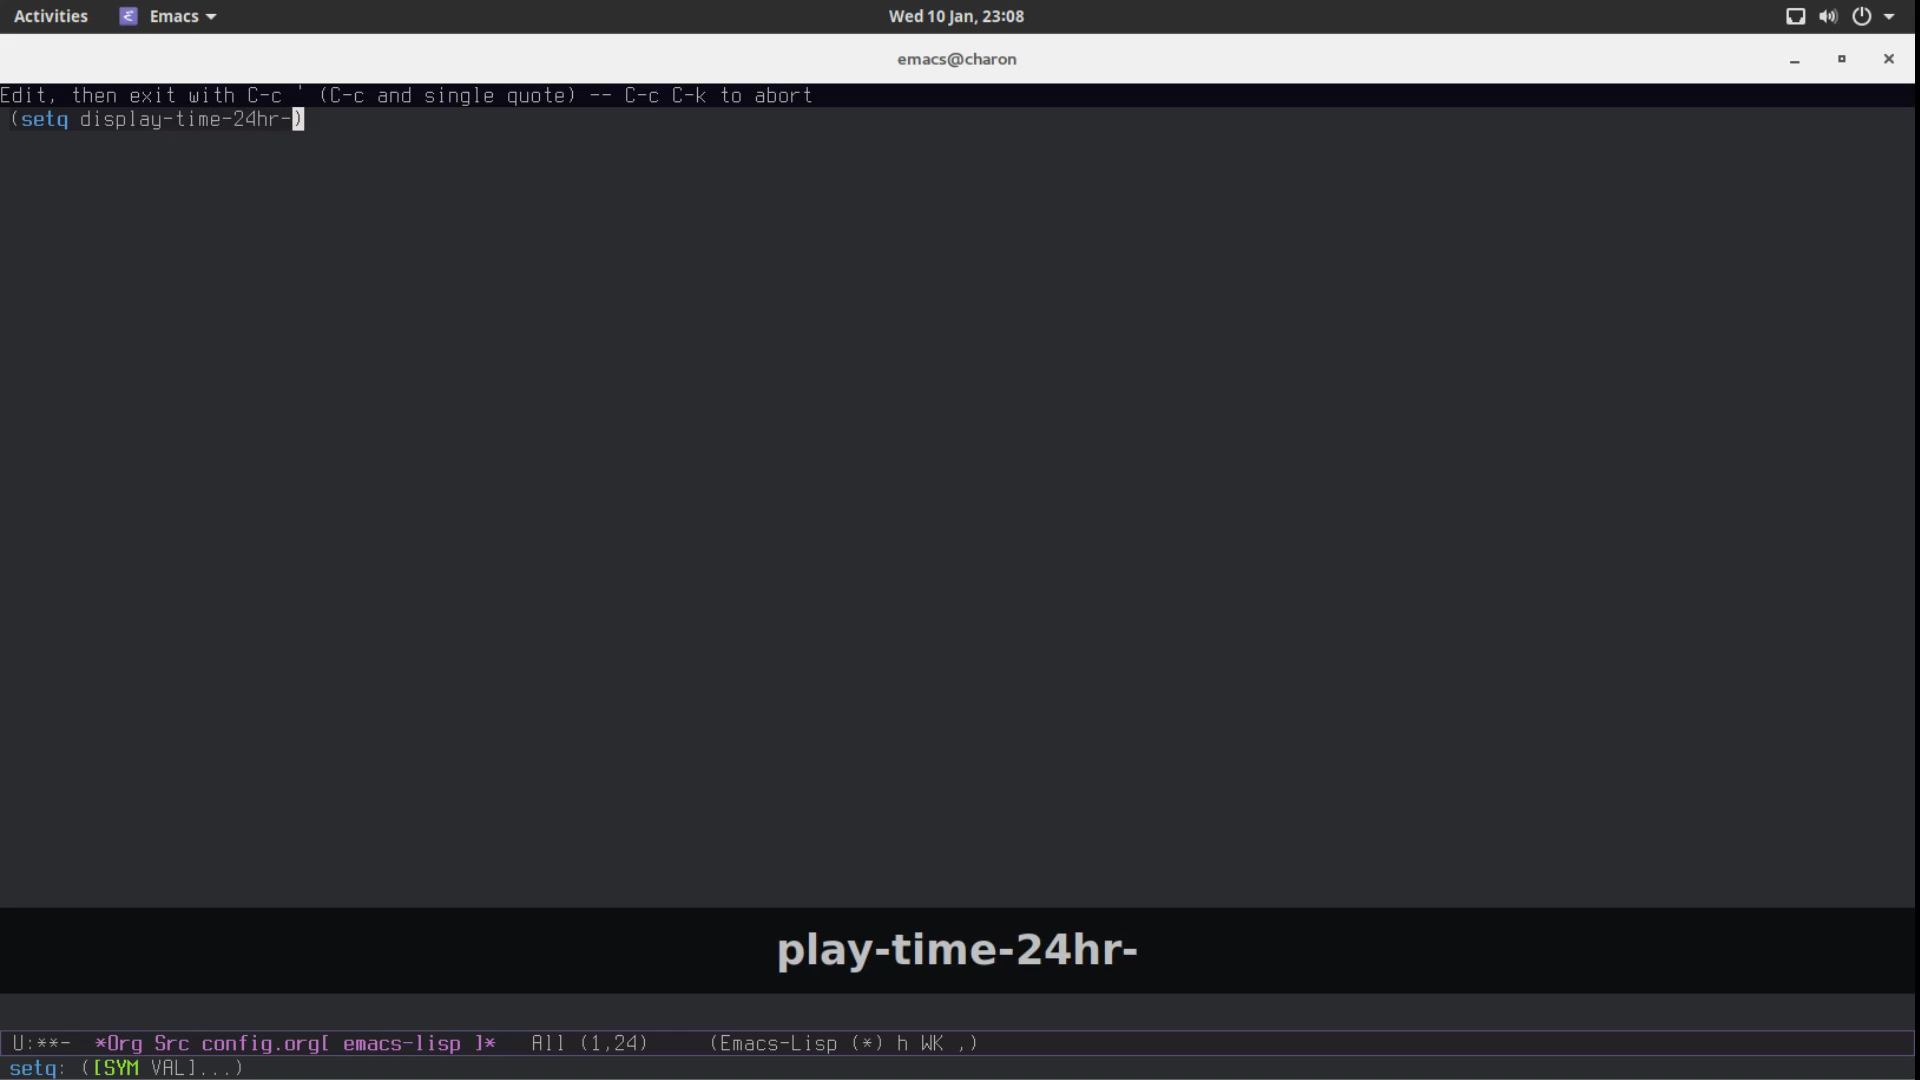 Activities Emacs Wed 10 Jan, 23:08
emacs@charon
Edit, then exit with C-c ' (C-c and single quote) -- C-c C-k to abort
(setq display-time-24hr-)
play-time-24hr-
U:**- *Org Src config.org[ emacs-lisp ]* All (1,24) (Emacs-Lisp (*) h WK ,)
setq: ([SYM VAL]...)